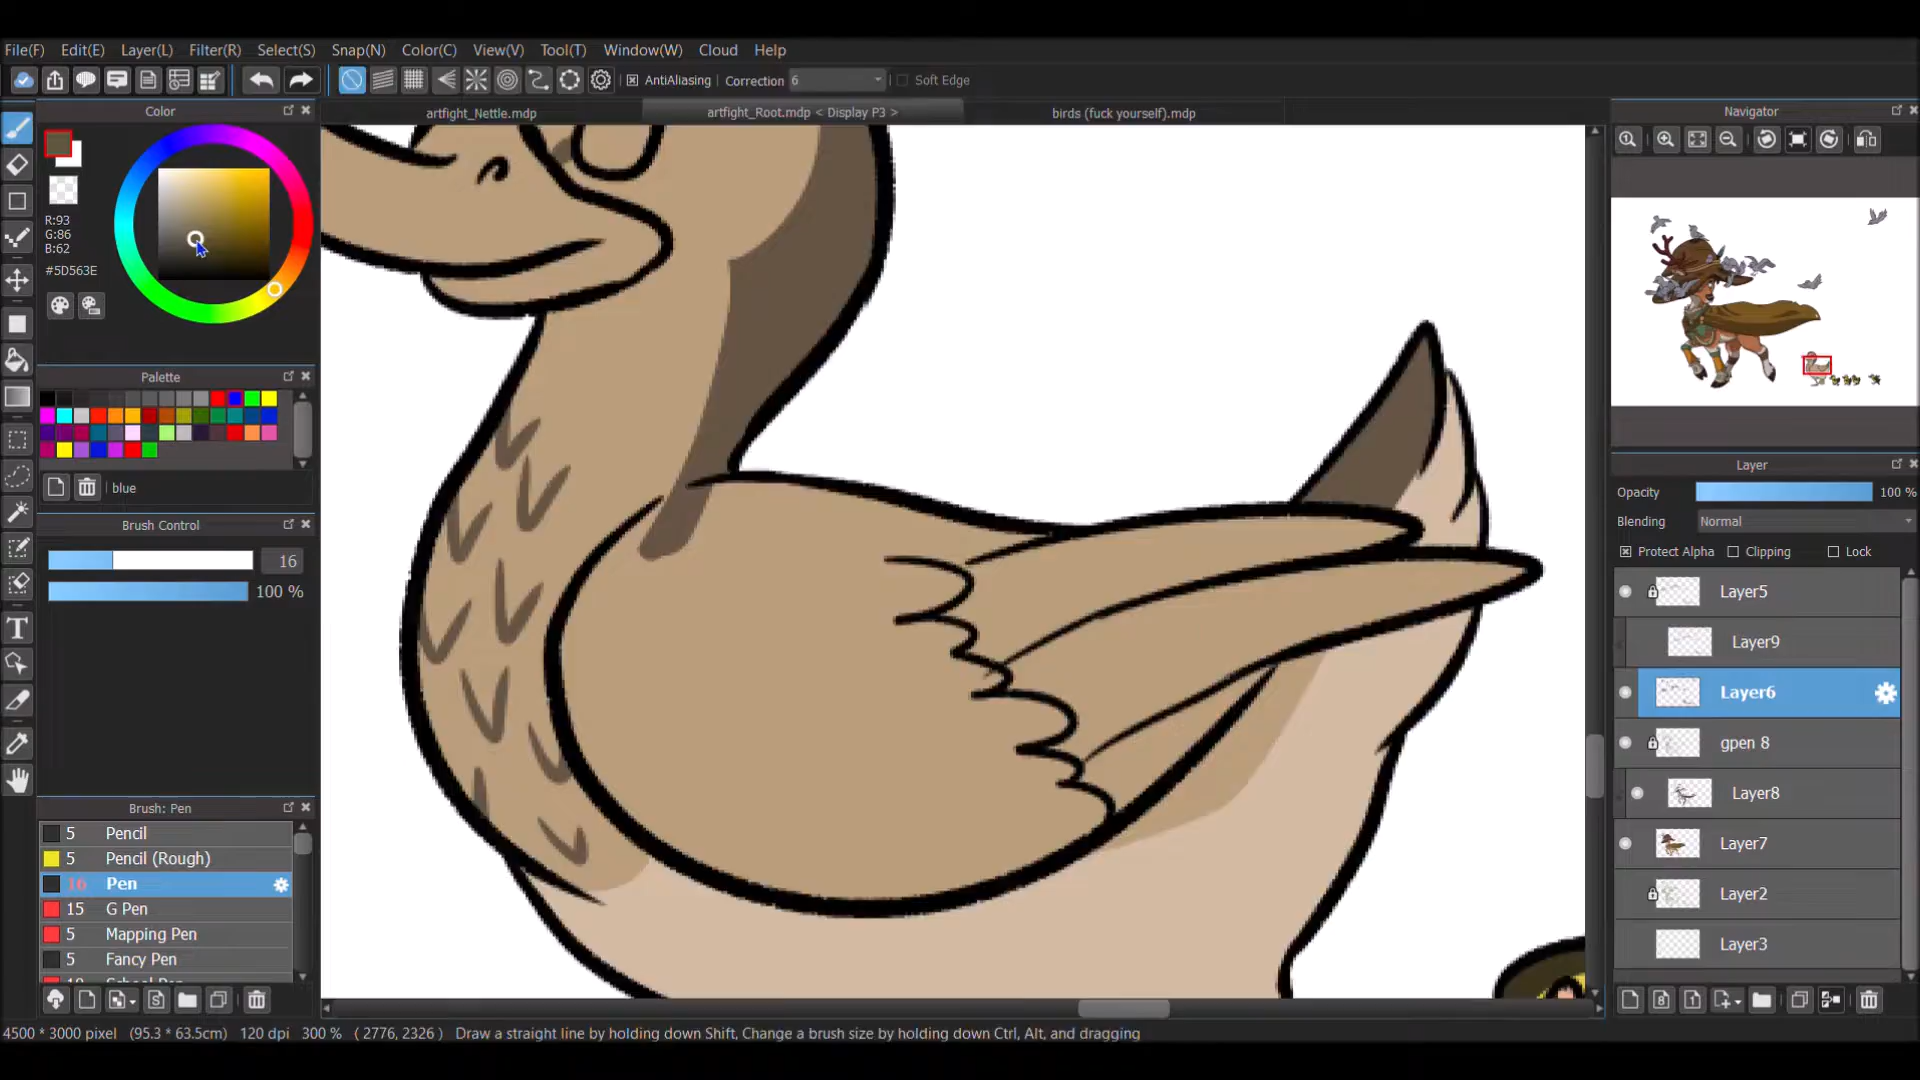 File(F) Edit(E) Layer(L) Filter(R) Select(S) Snap(N) Color(C) View(V) Tool(T) Window(W) Cloud Help
AntiAliasing Correction 6 Soft Edge
Color
artfight_Nettle.mdp
artfight_Root.mdp < Display P3 >
birds (fuck yourself).mdp
Navigator
R:93
G:86
B:62
#5D563E
Palette
blue
Brush Control
16
100 %
Brush: Pen
5 Pencil
5 Pencil (Rough)
16 Pen
15 G Pen
5 Mapping Pen
5 Fancy Pen
Layer
Opacity 100 %
Blending Normal
Protect Alpha Clipping Lock
Layer5
Layer9
Layer6
gpen 8
Layer8
Layer7
Layer2
Layer3
4500 * 3000 pixel (95.3 * 63.5cm) 120 dpi 300 % ( 2776, 2326 ) Draw a straight line by holding down Shift, Change a brush size by holding down Ctrl, Alt, and dragging